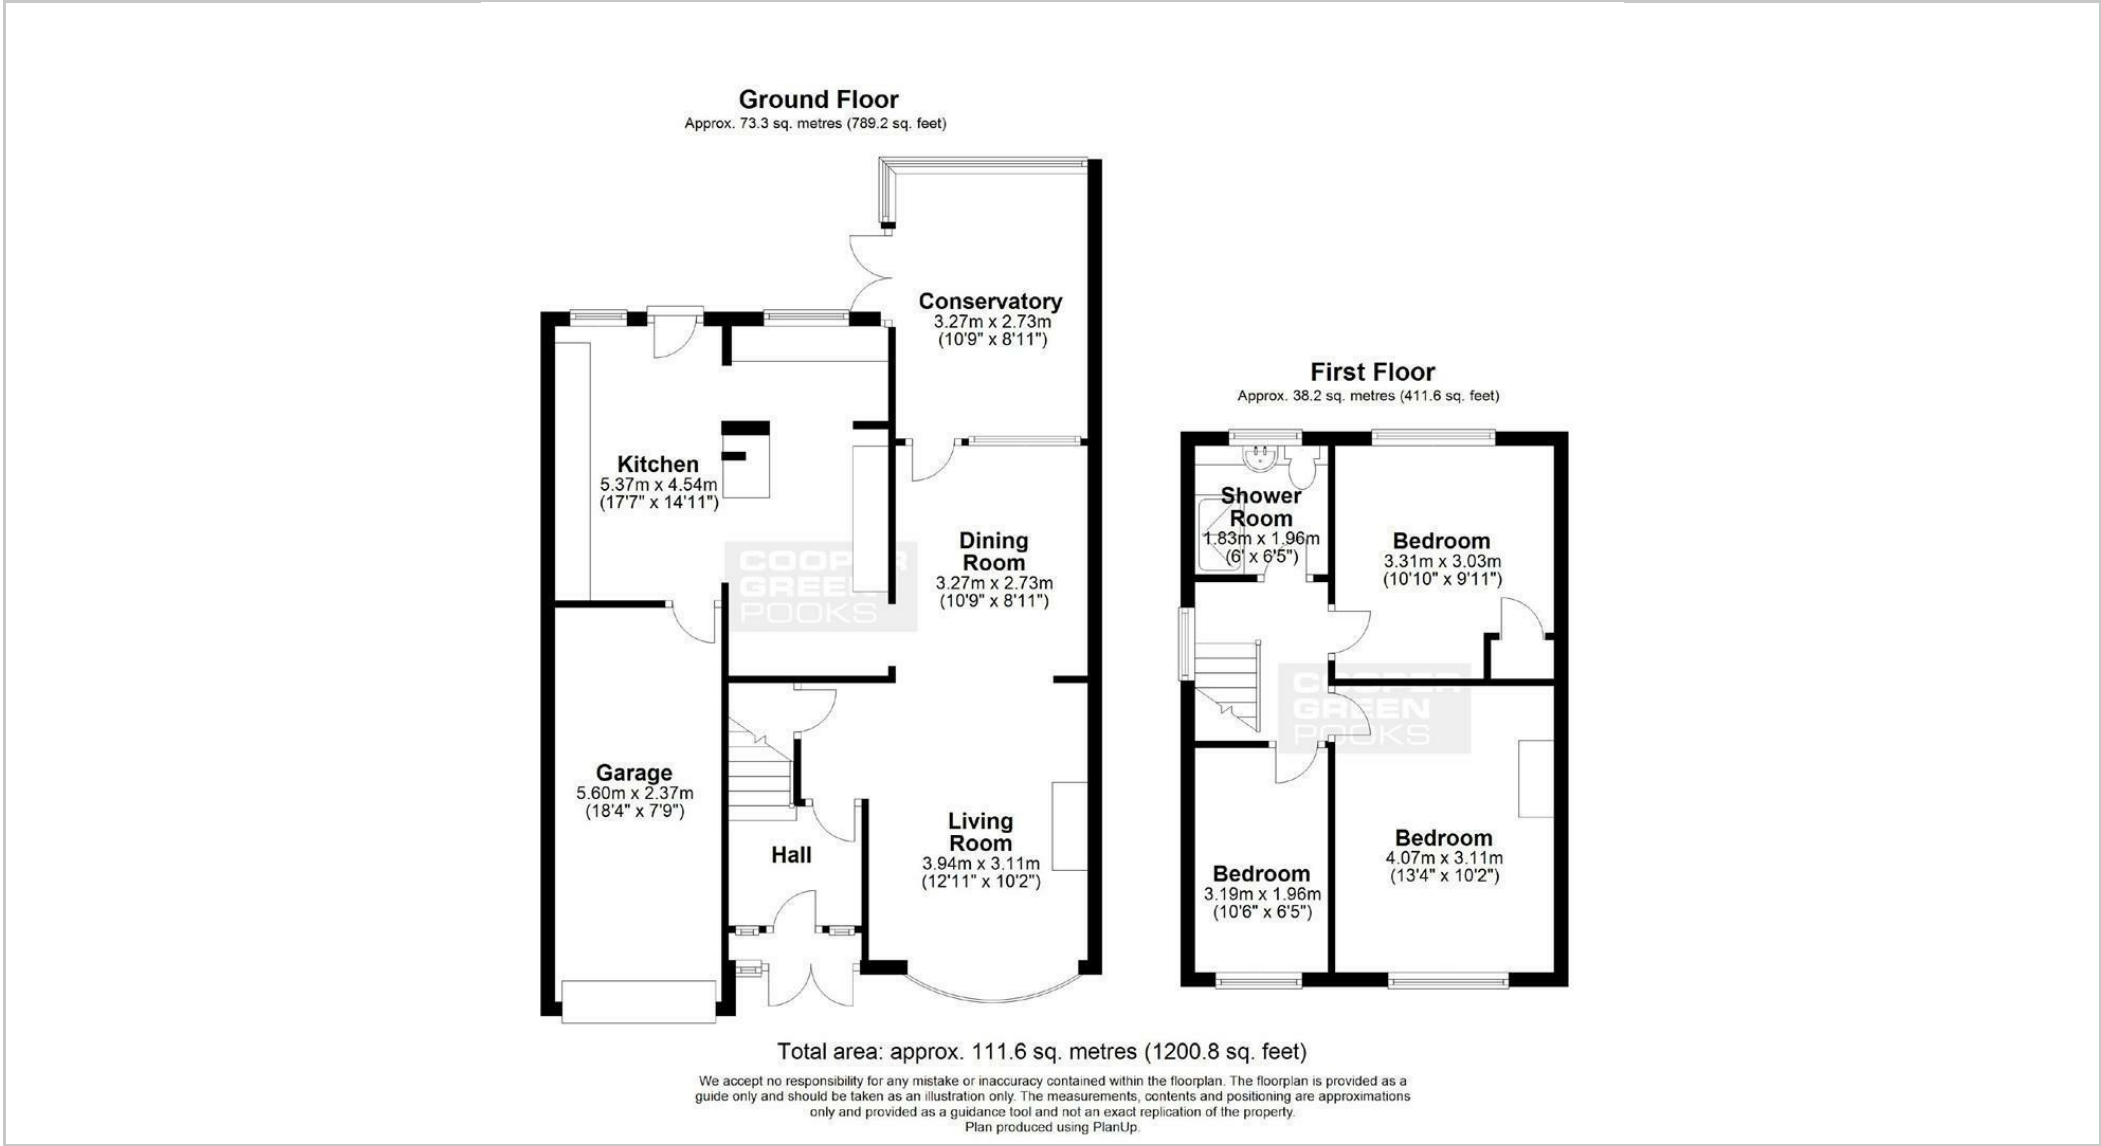 Ground Floor
Approx. 73.3 sq. metres (789.2 sq. feet)
Conservatory
3.27m x 2.73m
(10'9" x 8'11")
Kitchen
5.37m x 4.54m
(17'7" x 14'11")
Dining
Room
3.27m x 2.73m
(10'9" x 8'11")
COOPER
GREEN
POOKS
Garage
5.60m x 2.37m
(18'4" x 7'9")
Hall
Living
Room
3.94m x 3.11m
(12'11" x 10'2")
First Floor
Approx. 38.2 sq. metres (411.6 sq. feet)
Shower
Room
1.83m x 1.96m
(6' x 6'5")
Bedroom
3.31m x 3.03m
(10'10" x 9'11")
COOPER
GREEN
POOKS
Bedroom
3.19m x 1.96m
(10'6" x 6'5")
Bedroom
4.07m x 3.11m
(13'4" x 10'2")
Total area: approx. 111.6 sq. metres (1200.8 sq. feet)
We accept no responsibility for any mistake or inaccuracy contained within the floorplan. The floorplan is provided as a
guide only and should be taken as an illustration only. The measurements, contents and positioning are approximations
only and provided as a guidance tool and not an exact replication of the property.
Plan produced using PlanUp.